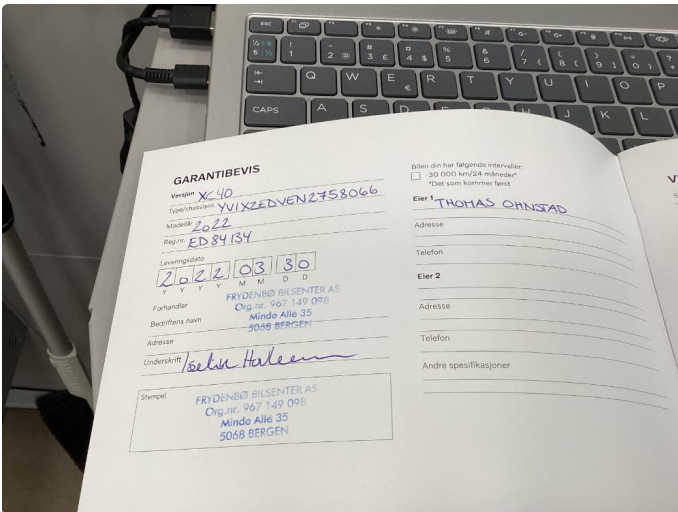 GARANTIBEVIS
Versjon XC40
Type/chassisnr. YV1XZEDVEN2758066
Modellår 2022
Reg.nr. ED84134
Leveringsdato
2022 03 30
Y Y Y Y M M D D
Forhandler
FRYDENBØ BILSENTER AS
Org.nr. 967 149 098
Bedriftens navn
Minde Allé 35
5068 BERGEN
Adresse
Underskrift
Stempel
FRYDENBØ BILSENTER AS
Org.nr. 967 149 098
Minde Allé 35
5068 BERGEN
Bilen din har følgende intervaller:
30 000 km/24 måneder*
*Det som kommer først
Eier 1 THOMAS OHNSTAD
Adresse
Telefon
Eier 2
Adresse
Telefon
Andre spesifikasjoner
ESC
Q W E R T Y U I O P
CAPS A S D H J K L